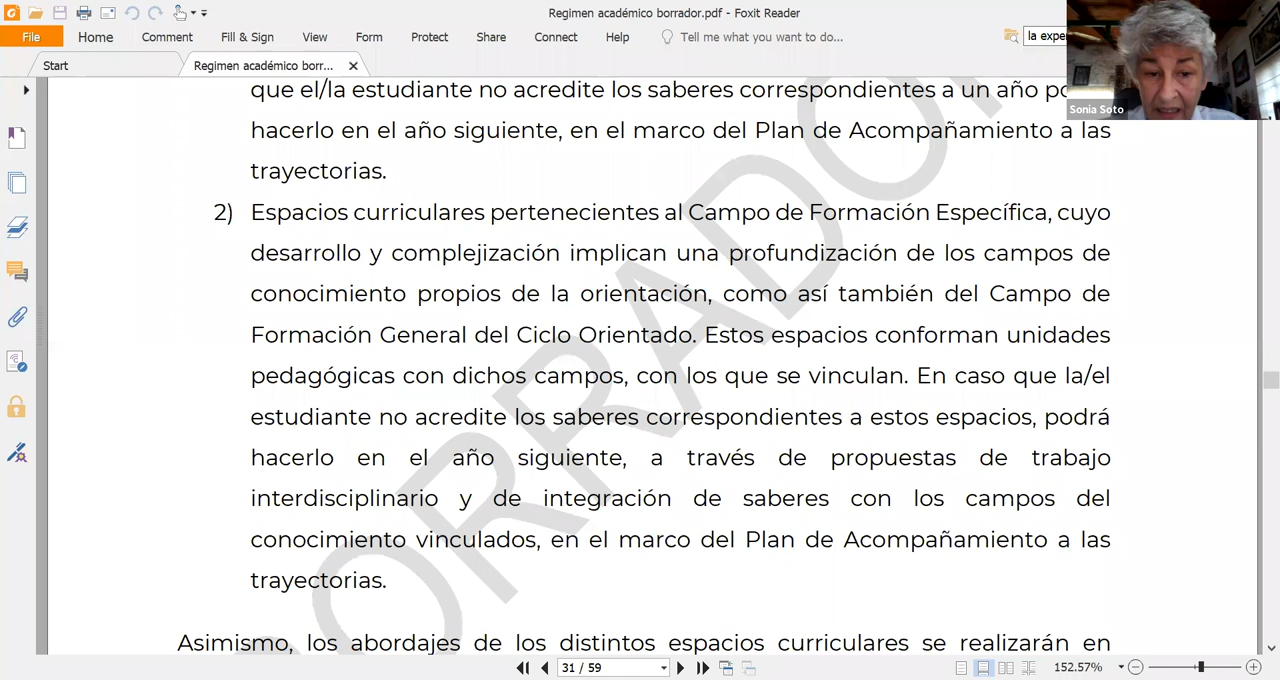 Regimen académico borrador.pdf - Foxit Reader
File Home Comment Fill & Sign View Form Protect Share Connect Help Tell me what you want to do...
la expe
Start Regimen académico borr...
Sonia Soto
que el/la estudiante no acredite los saberes correspondientes a un año
hacerlo en el año siguiente, en el marco del Plan de Acompañamiento a las
trayectorias.
2) Espacios curriculares pertenecientes al Campo de Formación Específica, cuyo
desarrollo y complejización implican una profundización de los campos de
conocimiento propios de la orientación, como así también del Campo de
Formación General del Ciclo Orientado. Estos espacios conforman unidades
pedagógicas con dichos campos, con los que se vinculan. En caso que la/el
estudiante no acredite los saberes correspondientes a estos espacios, podrá
hacerlo en el año siguiente, a través de propuestas de trabajo
interdisciplinario y de integración de saberes con los campos del
conocimiento vinculados, en el marco del Plan de Acompañamiento a las
trayectorias.
Asimismo, los abordajes de los distintos espacios curriculares se realizarán en
BORRADOR
31 / 59
152.57%